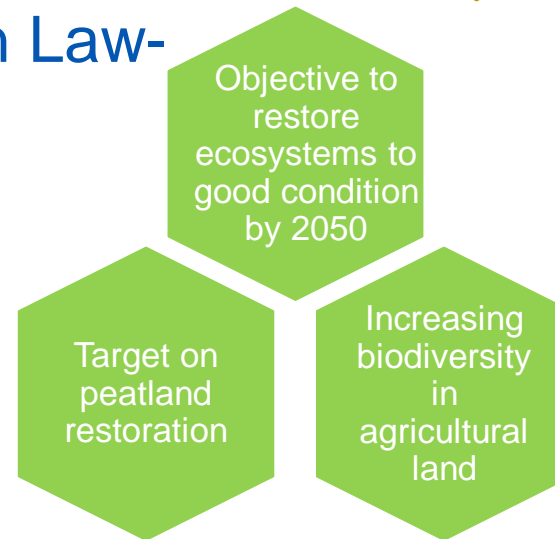 n Law-
Objective to
restore
ecosystems to
good condition
by 2050
Target on
peatland
restoration
Increasing
biodiversity
in
agricultural
land